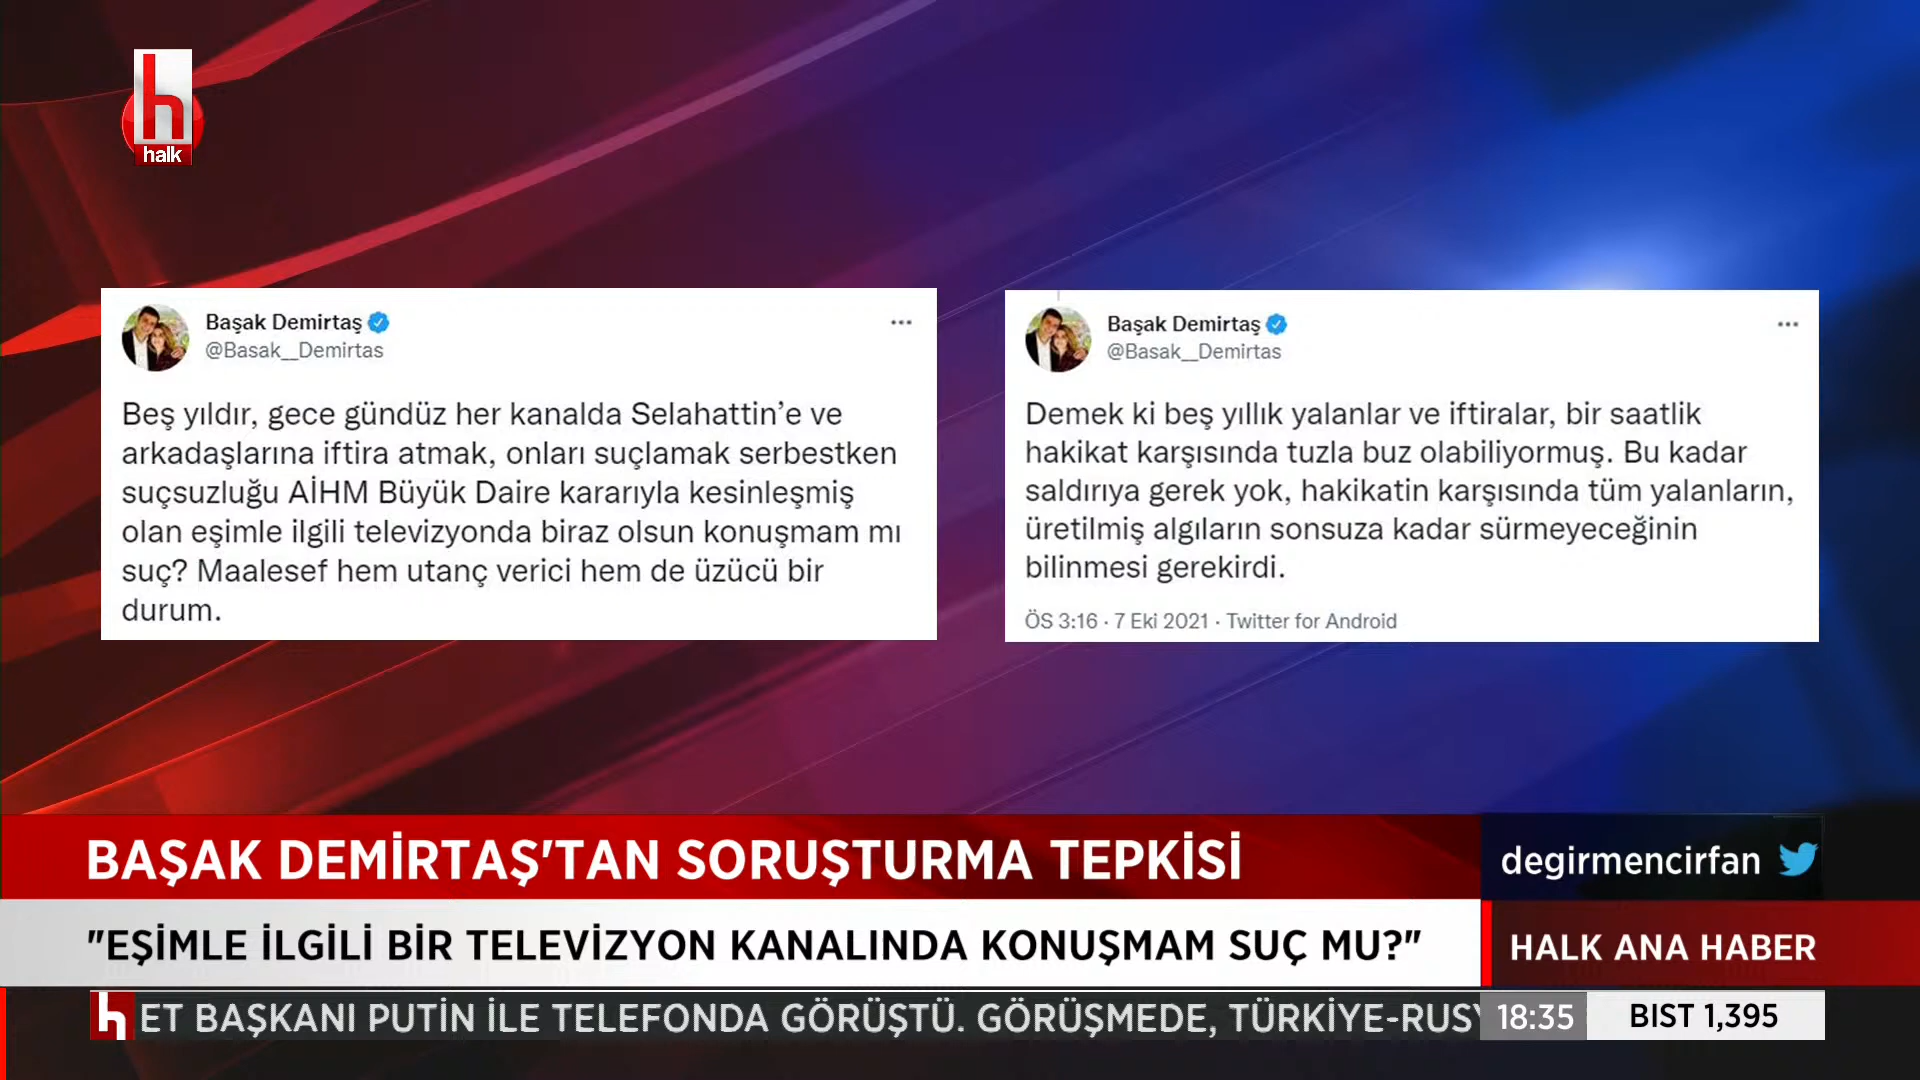 h
halk
Başak Demirtaş
@Basak__Demirtas
Beş yıldır, gece gündüz her kanalda Selahattin’e ve
arkadaşlarına iftira atmak, onları suçlamak serbestken
suçsuzluğu AİHM Büyük Daire kararıyla kesinleşmiş
olan eşimle ilgili televizyonda biraz olsun konuşmam mı
suç? Maalesef hem utanç verici hem de üzücü bir
durum.
Başak Demirtaş
@Basak__Demirtas
Demek ki beş yıllık yalanlar ve iftiralar, bir saatlik
hakikat karşısında tuzla buz olabiliyormuş. Bu kadar
saldırıya gerek yok, hakikatin karşısında tüm yalanların,
üretilmiş algıların sonsuza kadar sürmeyeceğinin
bilinmesi gerekirdi.
ÖS 3:16 · 7 Eki 2021 · Twitter for Android
BAŞAK DEMİRTAŞ'TAN SORUŞTURMA TEPKİSİ
degirmencirfan
"EŞİMLE İLGİLİ BİR TELEVİZYON KANALINDA KONUŞMAM SUÇ MU?"
HALK ANA HABER
h ET BAŞKANI PUTİN İLE TELEFONDA GÖRÜŞTÜ. GÖRÜŞMEDE, TÜRKİYE-RUSY
18:35
BIST 1,395